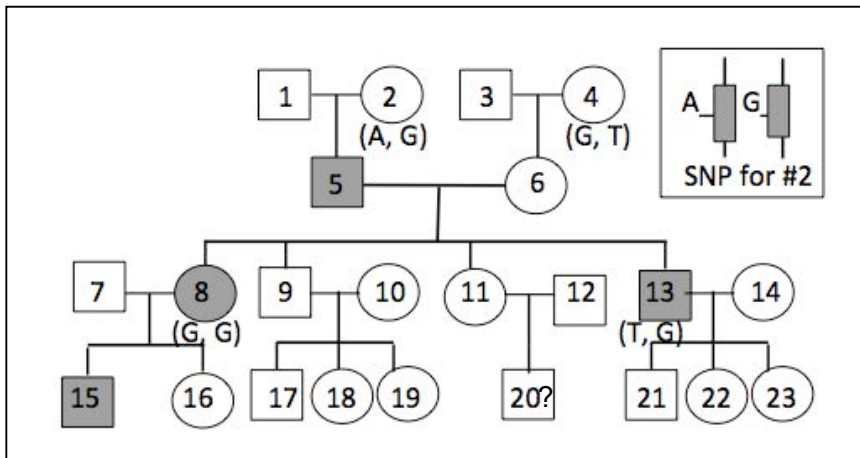 1 2 3 4
(A, G) (G, T)
A G
SNP for #2
5 6
7 8 9 10 11 12 13 14
(G, G) (T, G)
15 16 17 18 19 20? 21 22 23